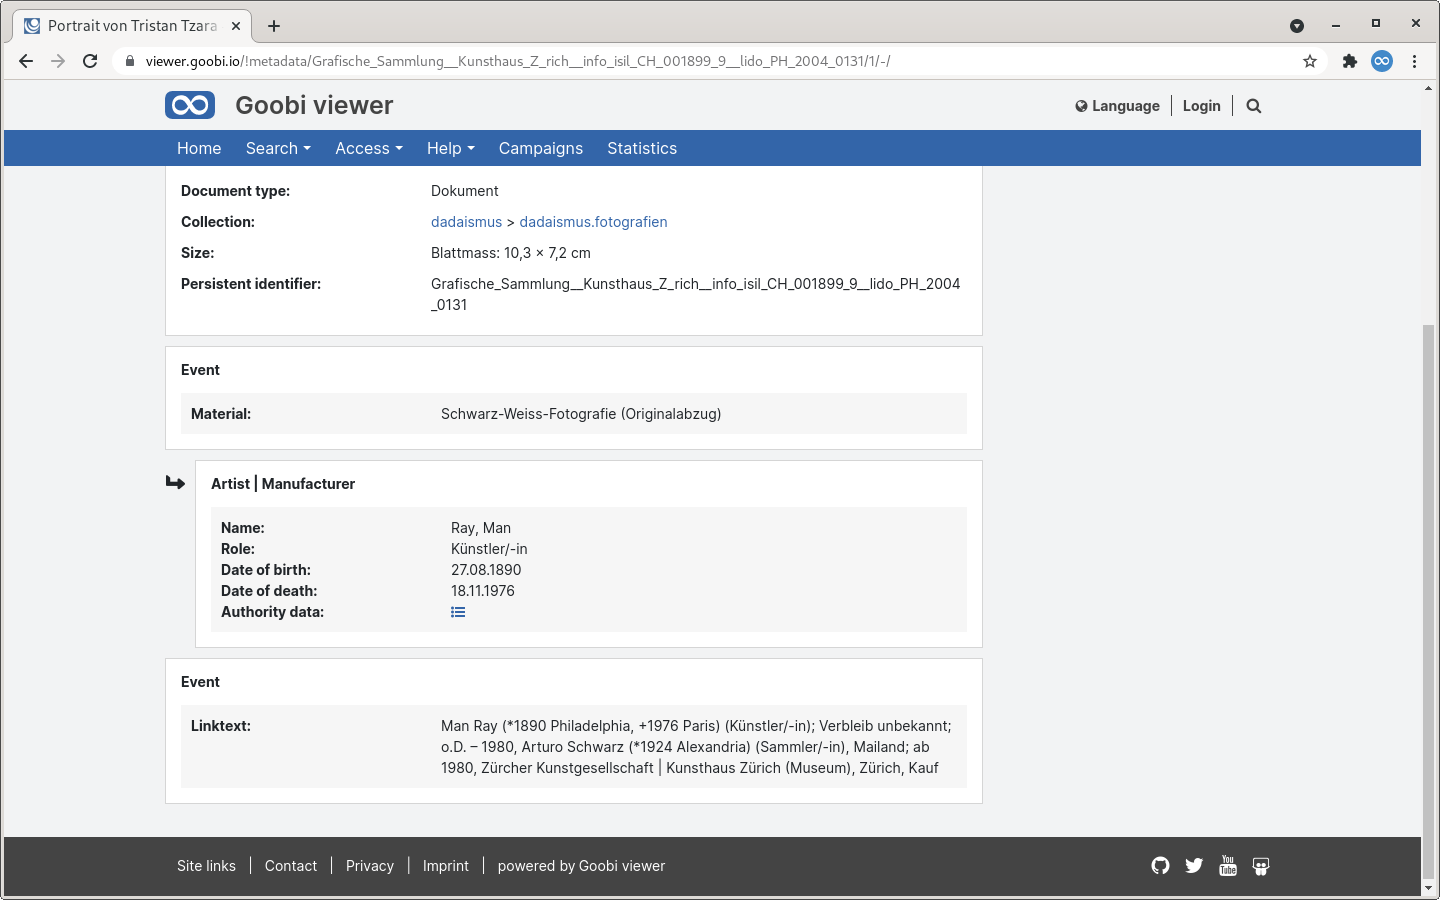 Portrait von Tristan Tzara
viewer.goobi.io/!metadata/Grafische_Sammlung__Kunsthaus_Z_rich__info_isil_CH_001899_9__lido_PH_2004_0131/1/-/
Goobi viewer
Language
Login
Home Search Access Help Campaigns Statistics
Document type: Dokument
Collection: dadaismus > dadaismus.fotografien
Size: Blattmass: 10,3 × 7,2 cm
Persistent identifier: Grafische_Sammlung__Kunsthaus_Z_rich__info_isil_CH_001899_9__lido_PH_2004
_0131
Event
Material: Schwarz-Weiss-Fotografie (Originalabzug)
Artist | Manufacturer
Name: Ray, Man
Role: Künstler/-in
Date of birth: 27.08.1890
Date of death: 18.11.1976
Authority data:
Event
Linktext: Man Ray (*1890 Philadelphia, +1976 Paris) (Künstler/-in); Verbleib unbekannt;
o.D. – 1980, Arturo Schwarz (*1924 Alexandria) (Sammler/-in), Mailand; ab
1980, Zürcher Kunstgesellschaft | Kunsthaus Zürich (Museum), Zürich, Kauf
Site links Contact Privacy Imprint powered by Goobi viewer
You
Tube